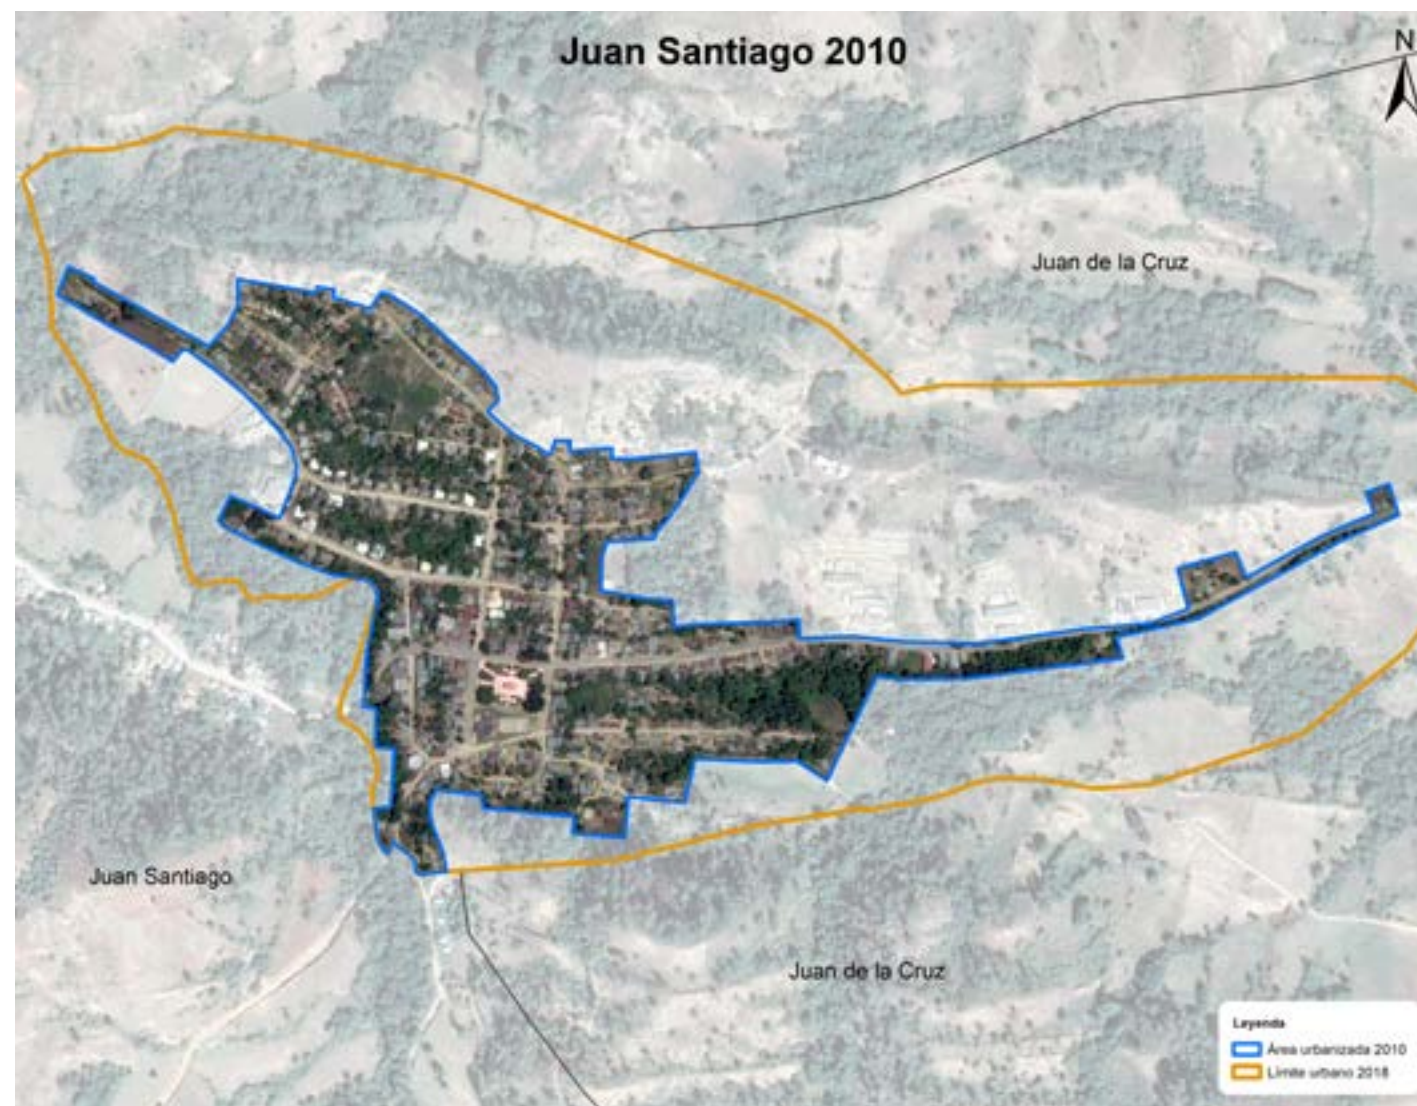 Juan Santiago 2010
N
Juan de la Cruz
Juan Santiago
Juan de la Cruz
Leyenda
Área urbanizada 2010
Límite urbano 2018